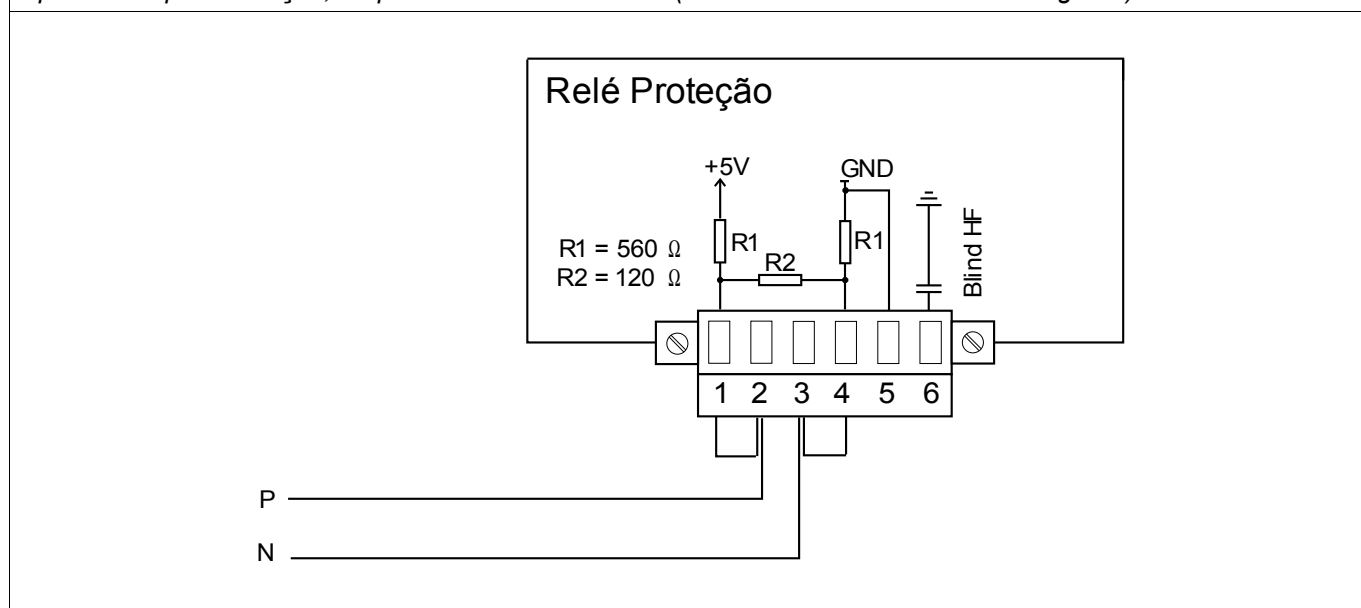 Relé Proteção
+5V
GND
R1 = 560 Ω
R2 = 120 Ω
R1
R2
R1
Blind HF
1 2 3 4 5 6
P
N